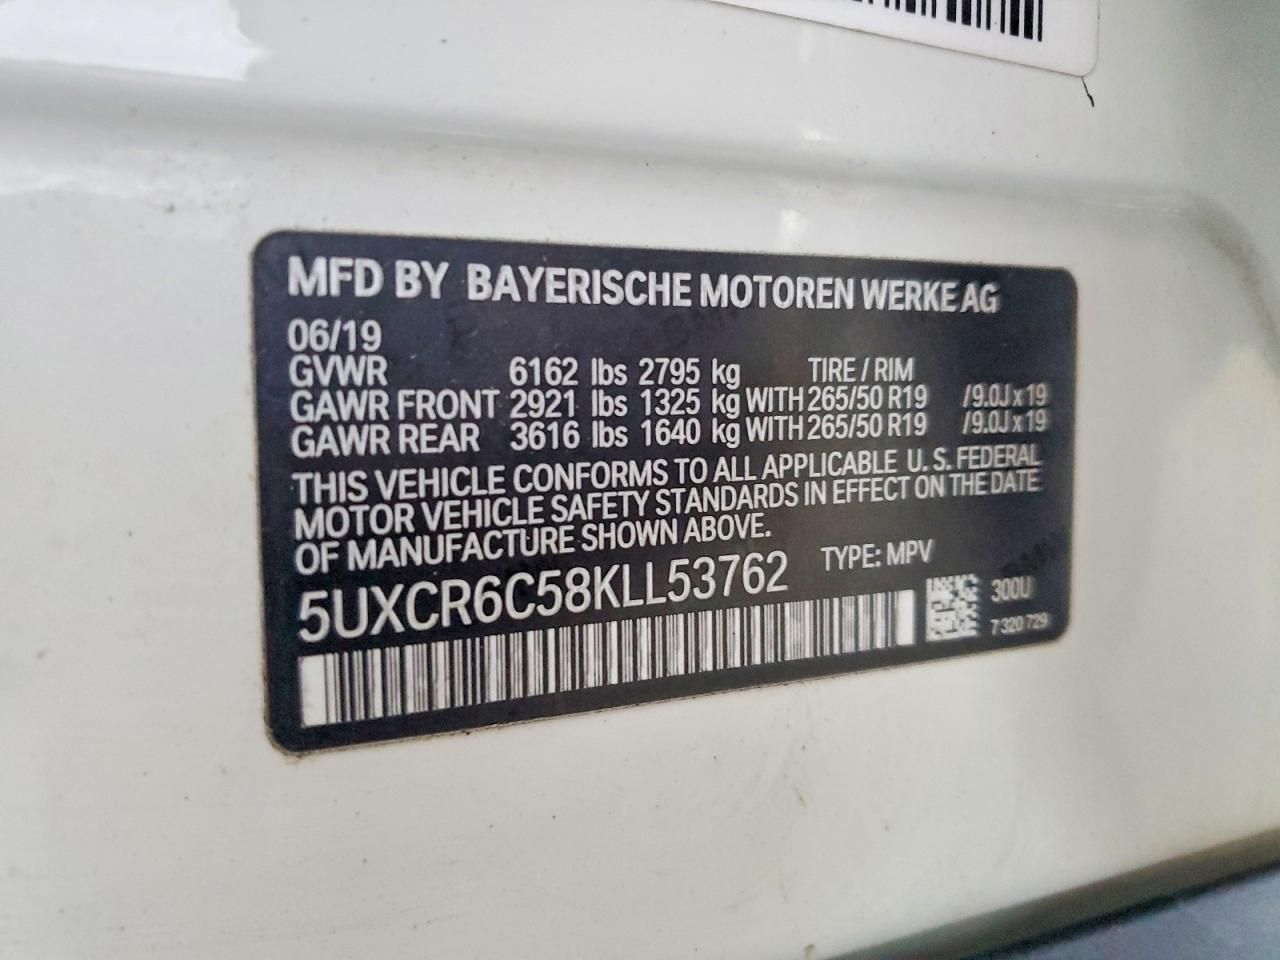 MFD BY BAYERISCHE MOTOREN WERKE AG
06/19
GVWR 6162 lbs 2795 kg TIRE / RIM
GAWR FRONT 2921 lbs 1325 kg WITH 265/50 R19 /9.0J x 19
GAWR REAR 3616 lbs 1640 kg WITH 265/50 R19 /9.0J x 19
THIS VEHICLE CONFORMS TO ALL APPLICABLE U. S. FEDERAL
MOTOR VEHICLE SAFETY STANDARDS IN EFFECT ON THE DATE
OF MANUFACTURE SHOWN ABOVE.
5UXCR6C58KLL53762 TYPE: MPV
300U
7 320 729